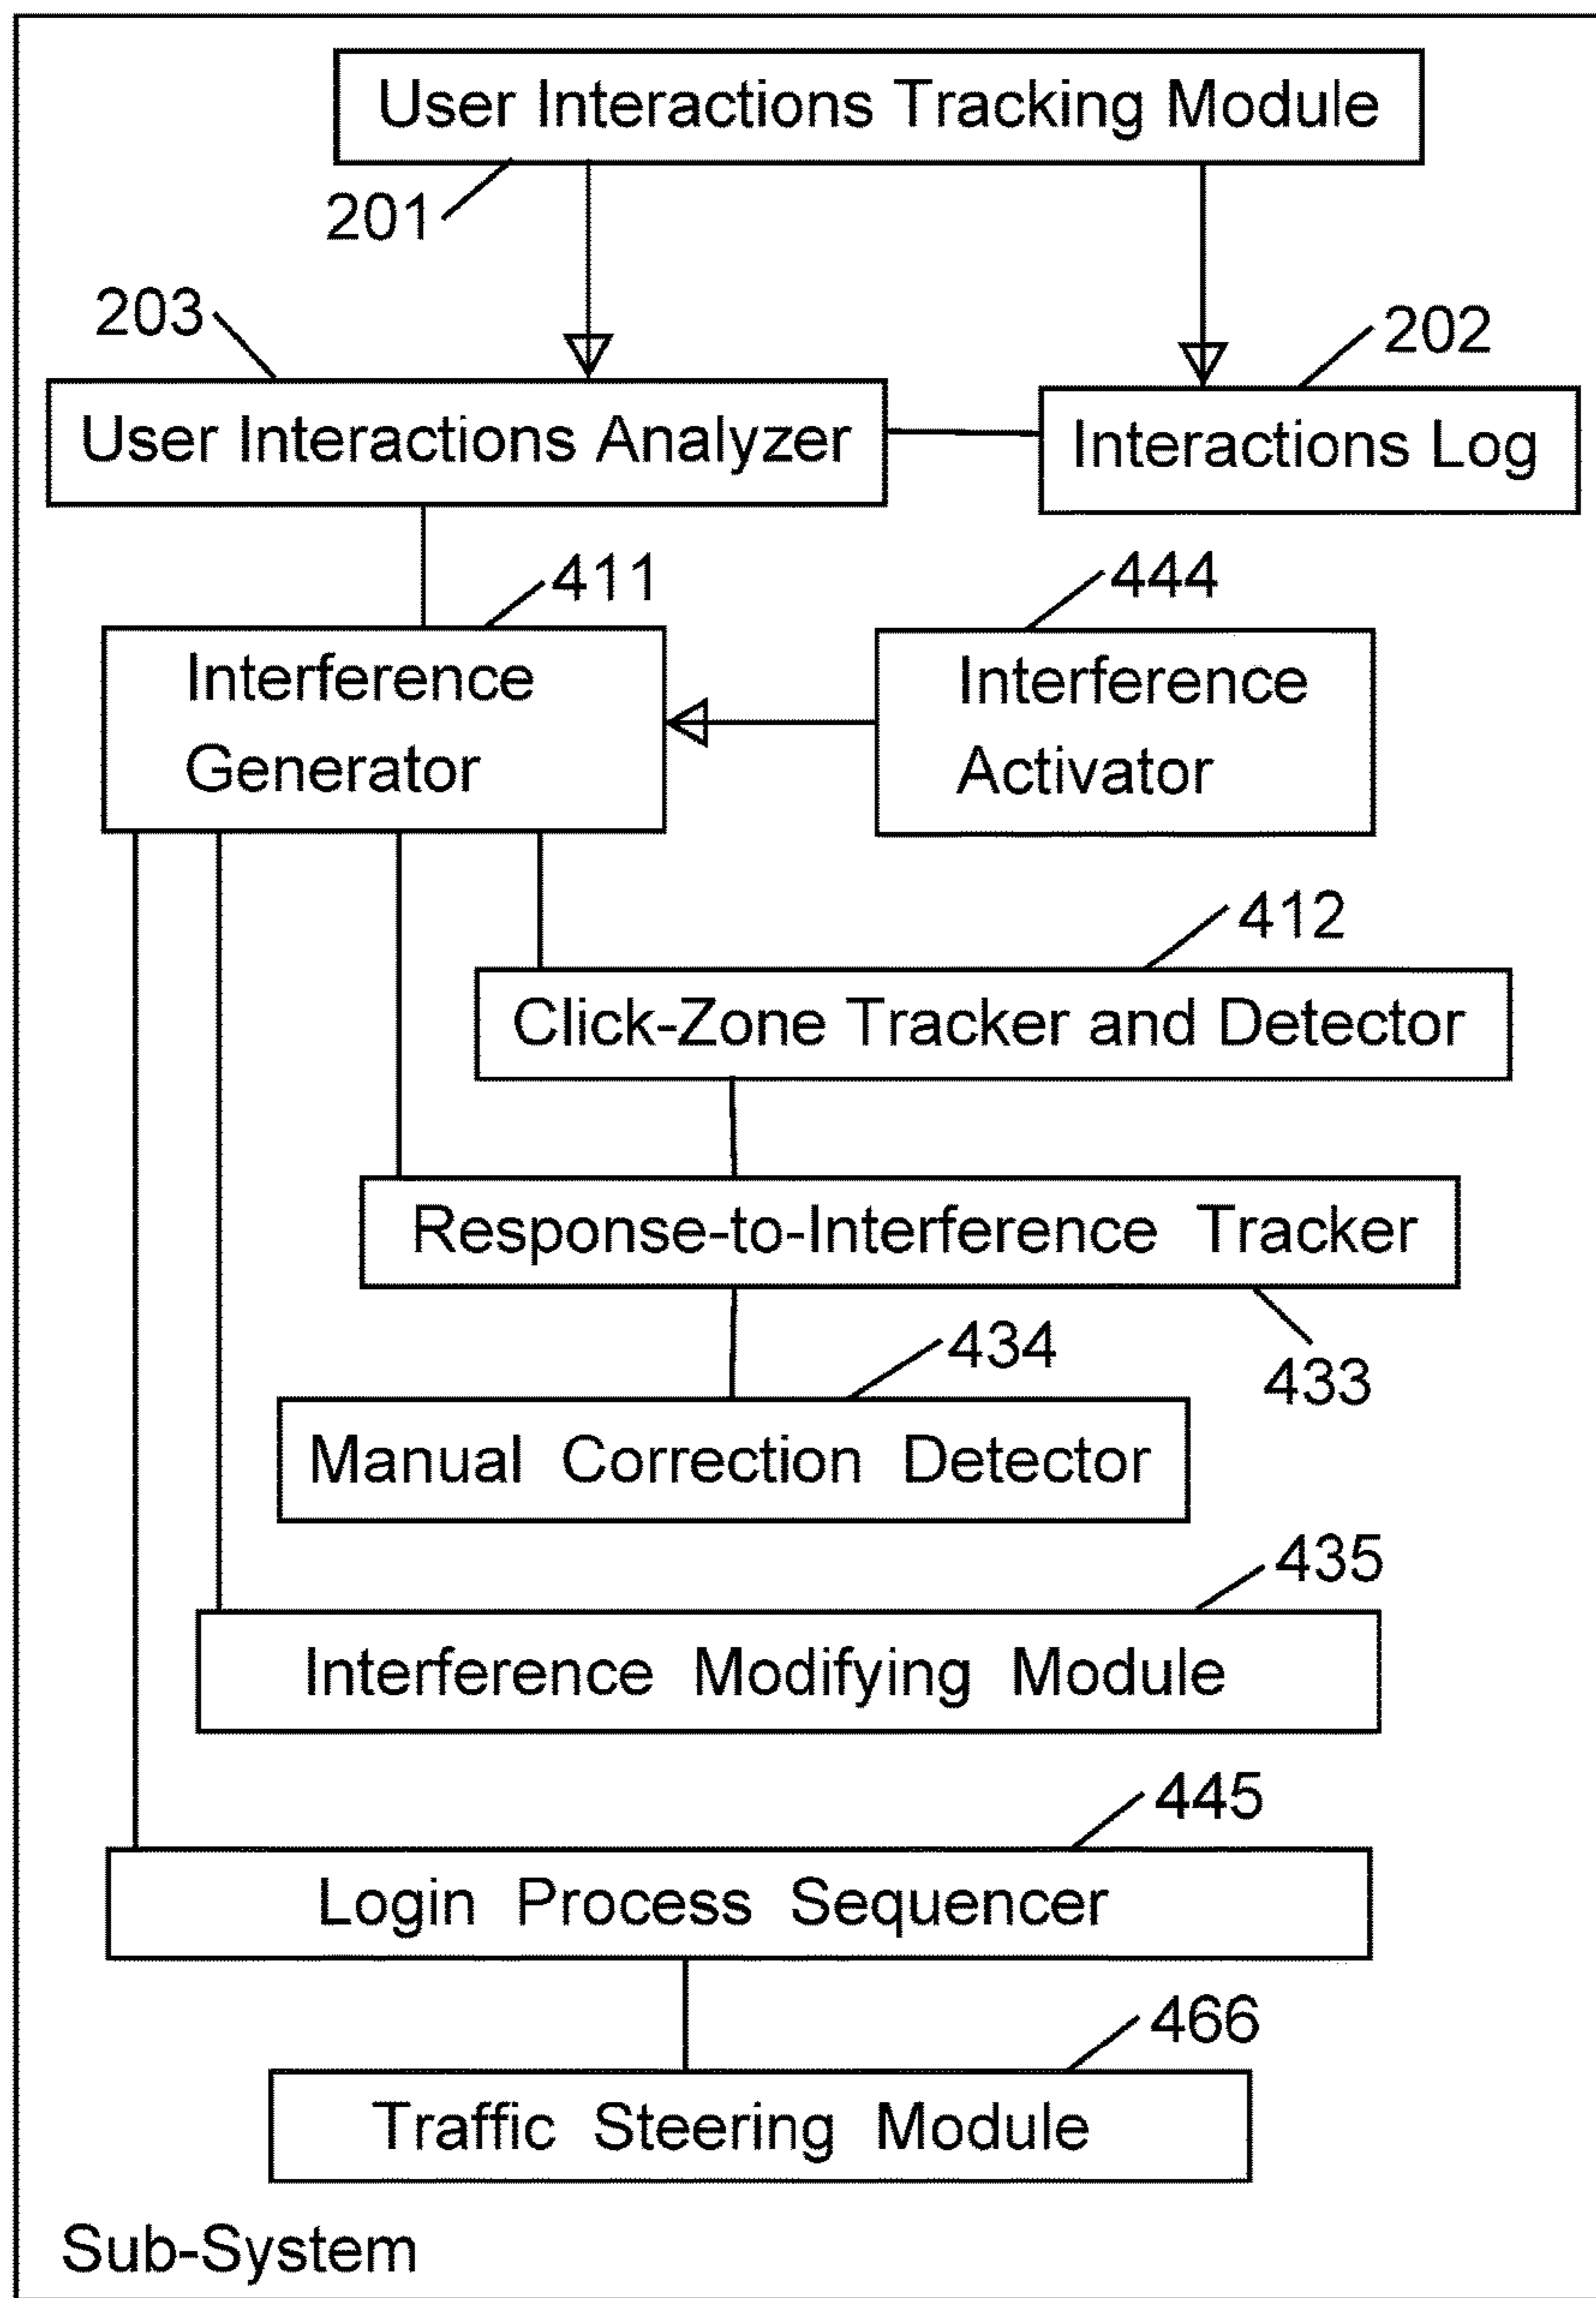 User Interactions Tracking Module
201
203
202
User Interactions Analyzer
Interactions Log
411
444
Interference
Generator
Interference
Activator
412
Click-Zone Tracker and Detector
Response-to-Interference Tracker
434
433
Manual Correction Detector
435
Interference Modifying Module
445
Login Process Sequencer
466
Traffic Steering Module
Sub-System